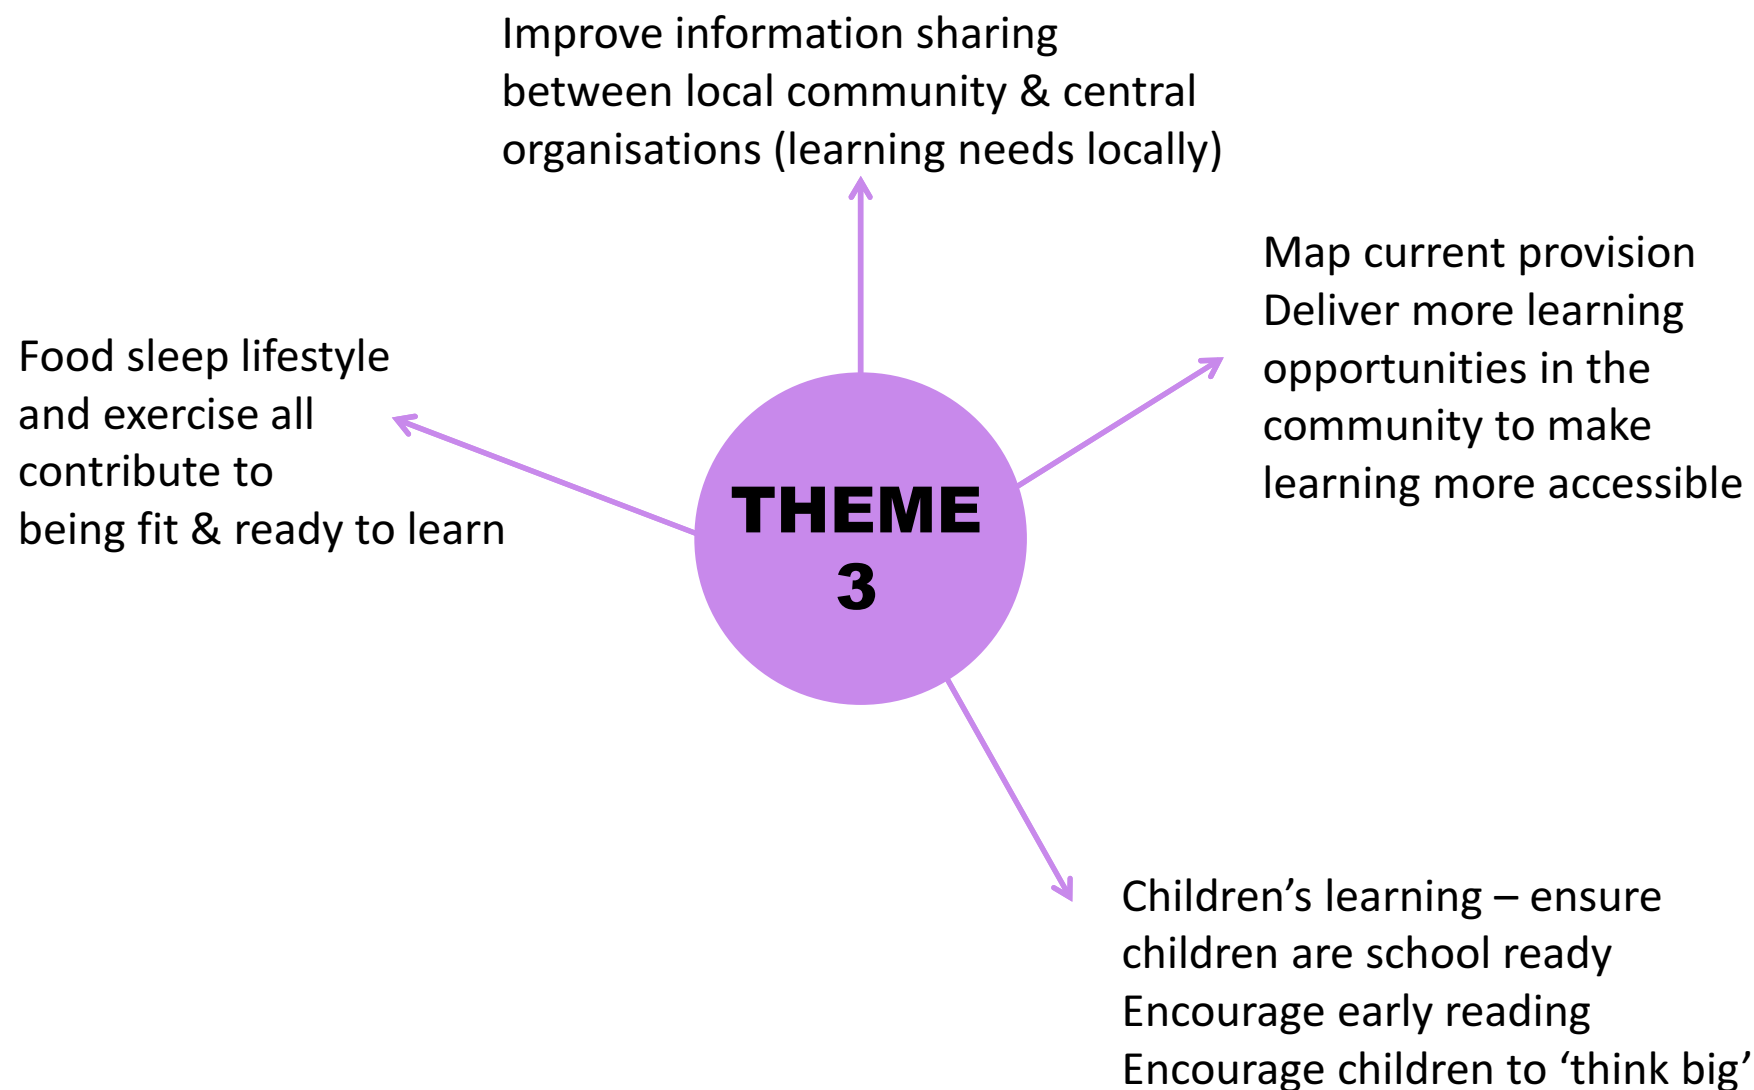 Improve information sharing
between local community & central
organisations (learning needs locally)
Map current provision
Deliver more learning
opportunities in the
community to make
learning more accessible
Food sleep lifestyle
and exercise all
contribute to
being fit & ready to learn
THEME
3
Children’s learning – ensure
children are school ready
Encourage early reading
Encourage children to ‘think big’